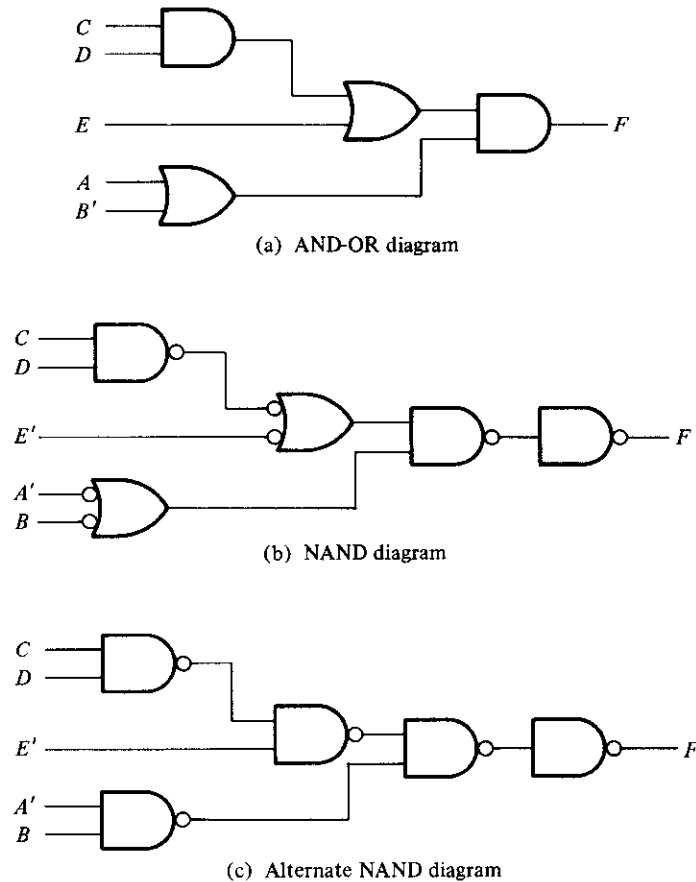 C
D
E
F
A
B'
(a) AND-OR diagram
C
D
E'
F
A'
B
(b) NAND diagram
C
D
E'
F
A'
B
(c) Alternate NAND diagram